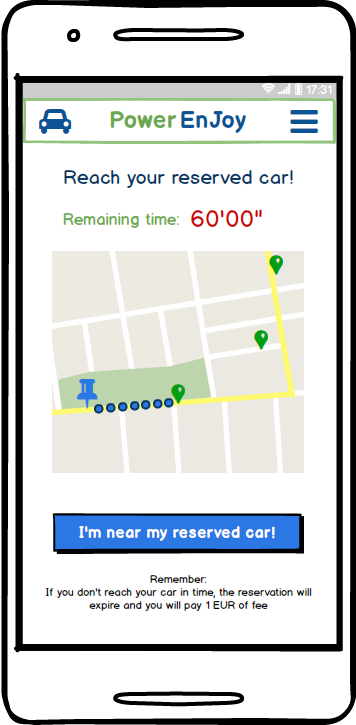 17:31
Power EnJoy
Reach your reserved car!
Remaining time: 60'00"
I'm near my reserved car!
Remember:
If you don't reach your car in time, the reservation will
expire and you will pay 1 EUR of fee